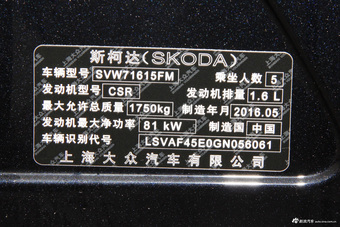 斯柯达(SKODA)
车辆型号 SVW71615FM 乘坐人数 5
发动机型号 CSR 发动机排量 1.6 L
最大允许总质量 1750kg 制造年月 2016.05
发动机最大净功率 81 kW 制造国 中国
车辆识别代号 LSVAF45E0GN056061
上海大众汽车有限公司